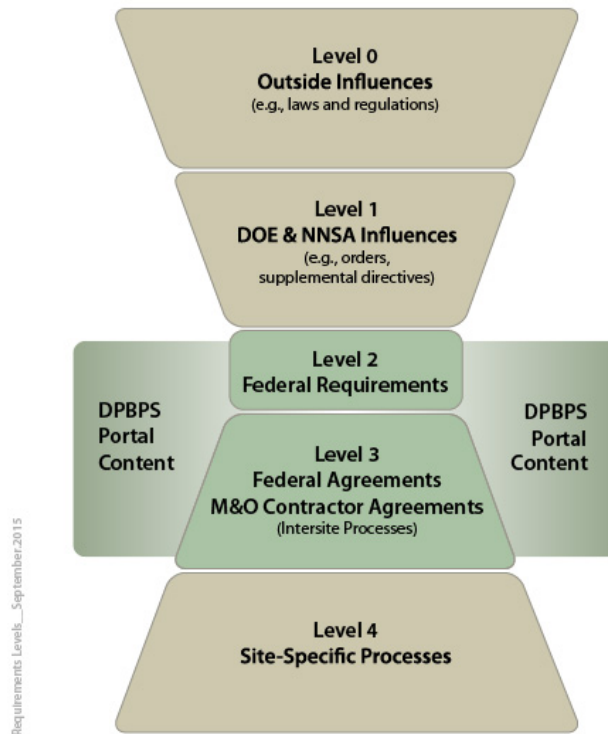 Level 0
Outside Influences
(e.g., laws and regulations)
Level 1
DOE & NNSA Influences
(e.g., orders,
supplemental directives)
Level 2
Federal Requirements
DPBPS
Portal
Content
DPBPS
Portal
Content
Level 3
Federal Agreements
M&O Contractor Agreements
(Intersite Processes)
Level 4
Site-Specific Processes
Requirements Levels__September.2015